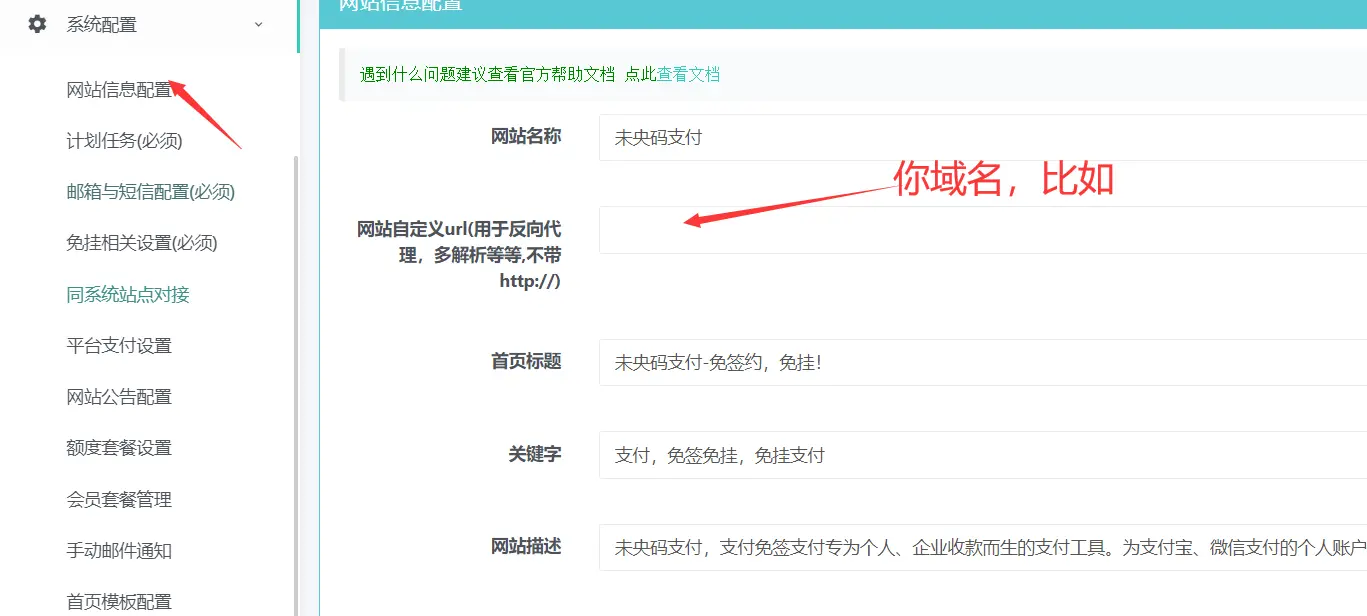 系统配置
网站信息配置
计划任务(必须)
邮箱与短信配置(必须)
免挂相关设置(必须)
同系统站点对接
平台支付设置
网站公告配置
额度套餐设置
会员套餐管理
手动邮件通知
首页模板配置
网站信息配置
遇到什么问题建议查看官方帮助文档 点此查看文档
网站名称
未央码支付
你域名，比如
网站自定义url(用于反向代
理，多解析等等,不带
http://)
首页标题
未央码支付-免签约，免挂！
关键字
支付，免签免挂，免挂支付
网站描述
未央码支付，支付免签支付专为个人、企业收款而生的支付工具。为支付宝、微信支付的个人账户